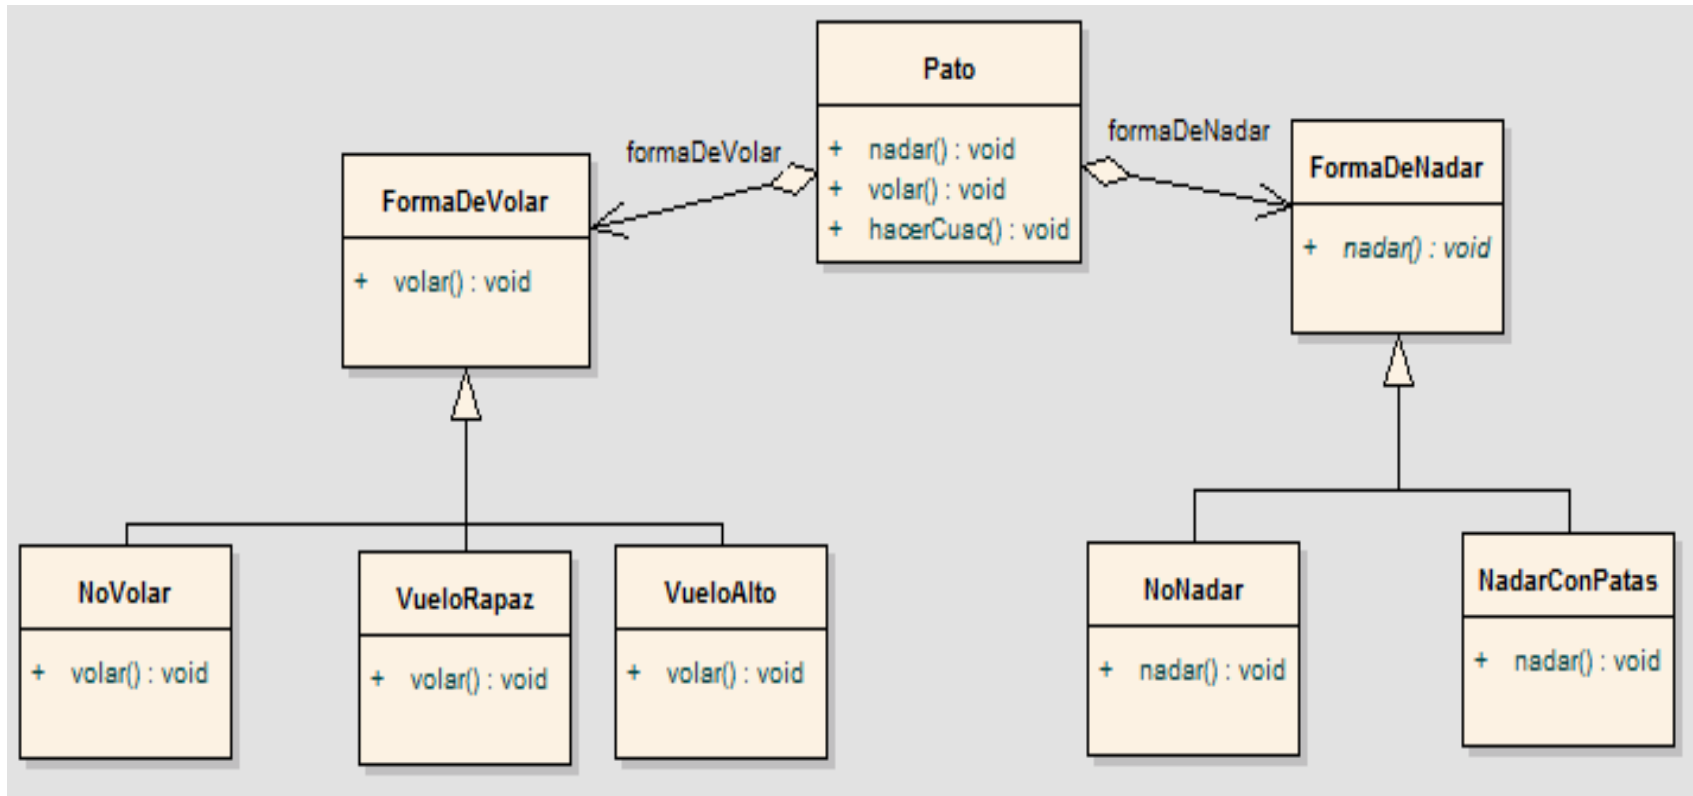 Pato
+ nadar() : void
+ volar() : void
+ hacerCuac() : void
formaDeVolar
formaDeNadar
FormaDeVolar
+ volar() : void
FormaDeNadar
+ nadar() : void
NoVolar
+ volar() : void
VueloRapaz
+ volar() : void
VueloAlto
+ volar() : void
NoNadar
+ nadar() : void
NadarConPatas
+ nadar() : void